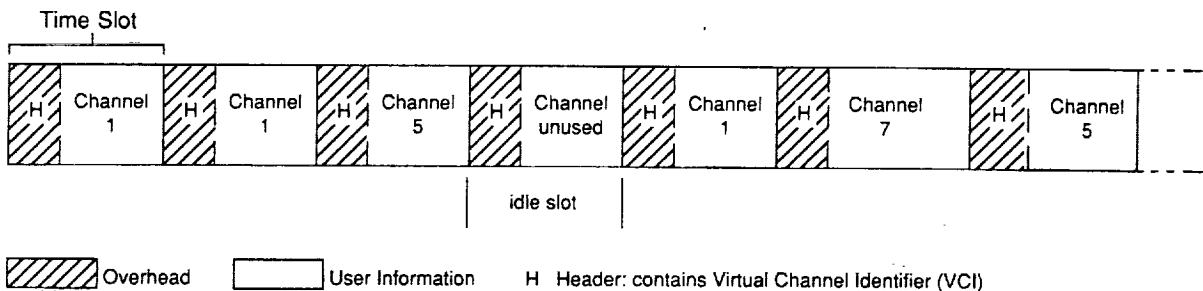 Time Slot
H Channel 1 H Channel 1 H Channel 5 H Channel unused H Channel 1 H Channel 7 H Channel 5
idle slot
Overhead User Information H Header: contains Virtual Channel Identifier (VCI)